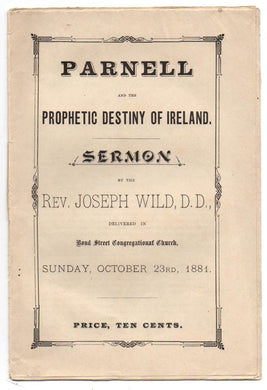 PARNELL
AND THE
PROPHETIC DESTINY OF IRELAND.
SERMON
BY THE
REV. JOSEPH WILD, D.D.,
DELIVERED IN
Bond Street Congregational Church,
SUNDAY, OCTOBER 23RD, 1881.
PRICE, TEN CENTS.